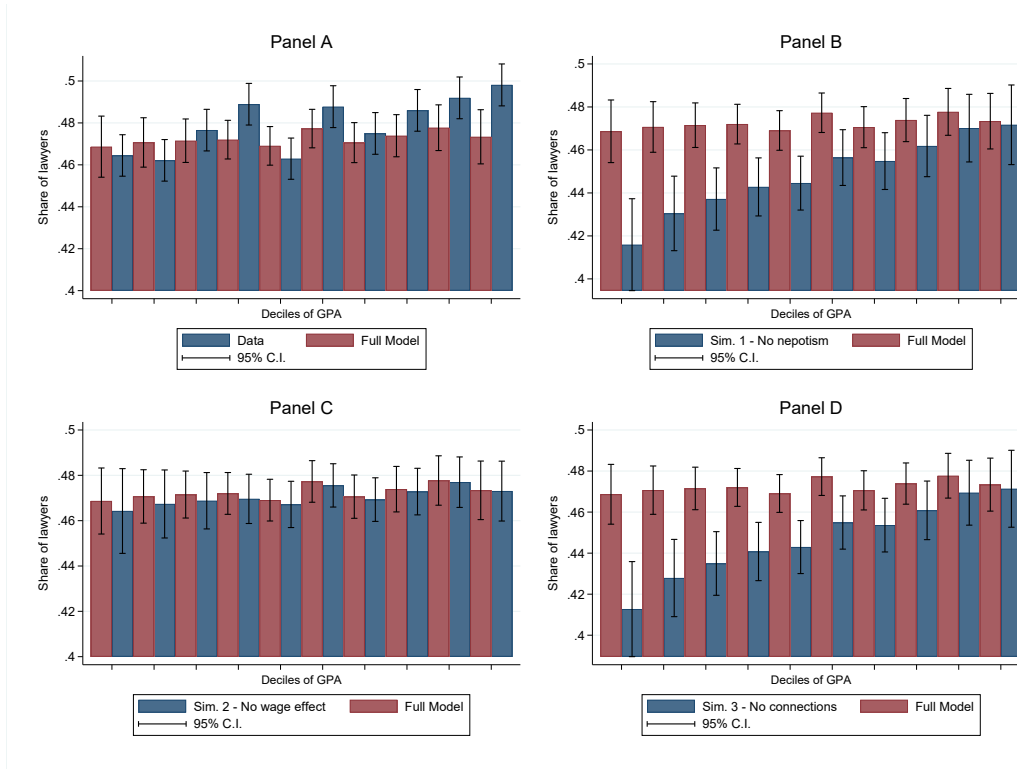 Panel A
Share of lawyers
.5
.48
.46
.44
.42
.4
Deciles of GPA
Data
Full Model
95% C.I.
Panel B
Share of lawyers
.5
.48
.46
.44
.42
.4
Deciles of GPA
Sim. 1 - No nepotism
Full Model
95% C.I.
Panel C
Share of lawyers
.5
.48
.46
.44
.42
.4
Deciles of GPA
Sim. 2 - No wage effect
Full Model
95% C.I.
Panel D
Share of lawyers
.5
.48
.46
.44
.42
.4
Deciles of GPA
Sim. 3 - No connections
Full Model
95% C.I.